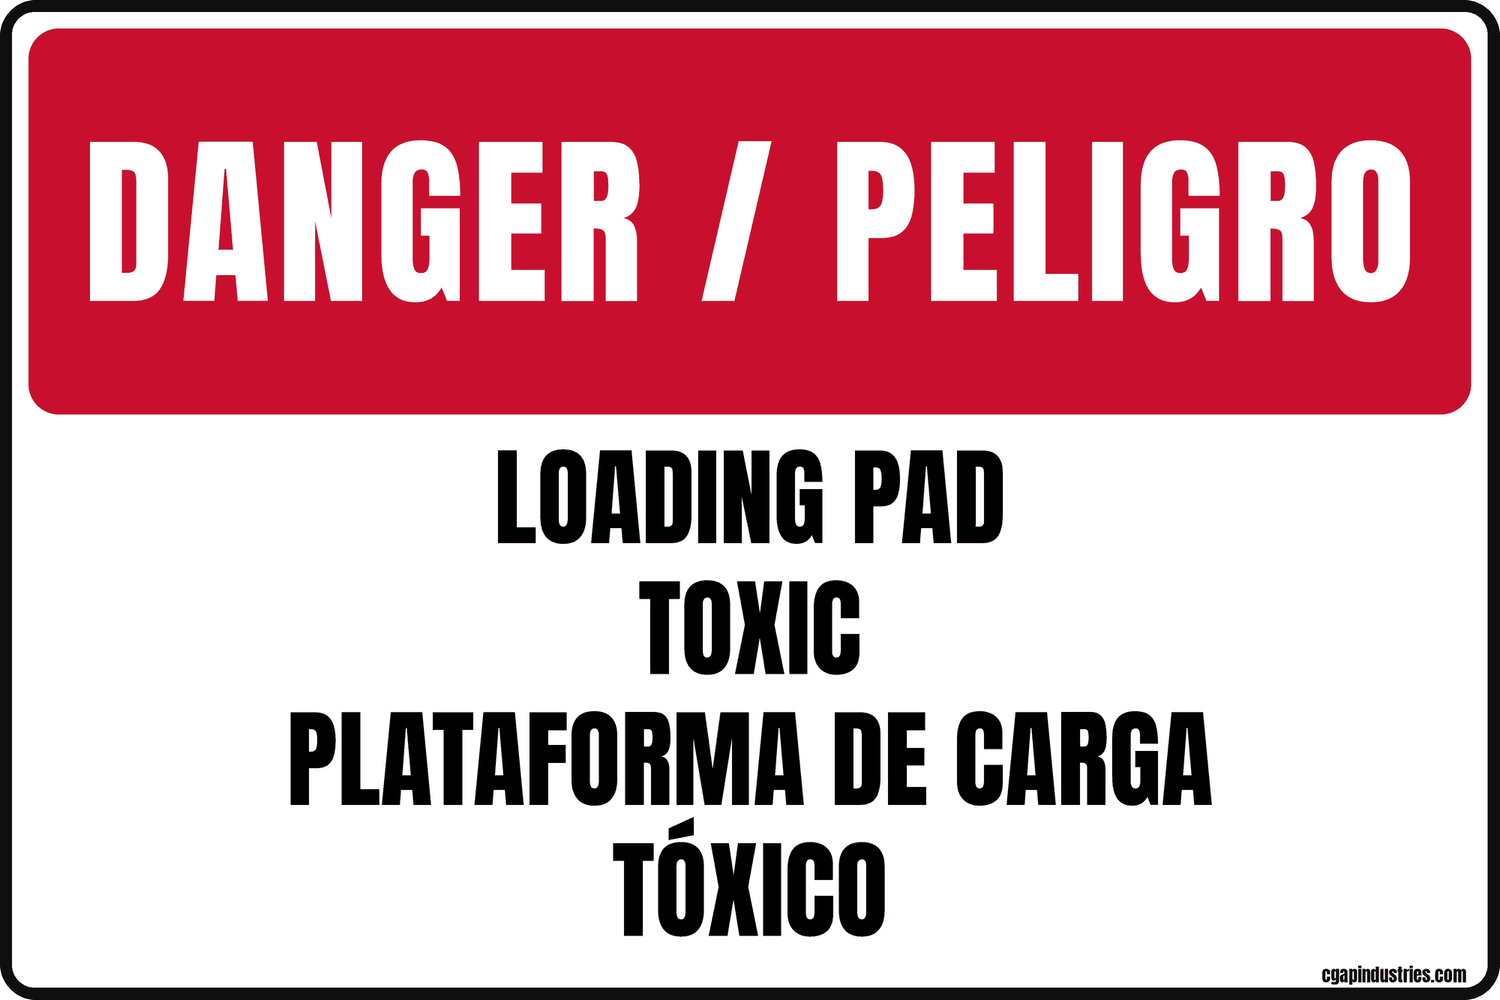 DANGER / PELIGRO
LOADING PAD
TOXIC
PLATAFORMA DE CARGA
TÓXICO
cgapindustries.com